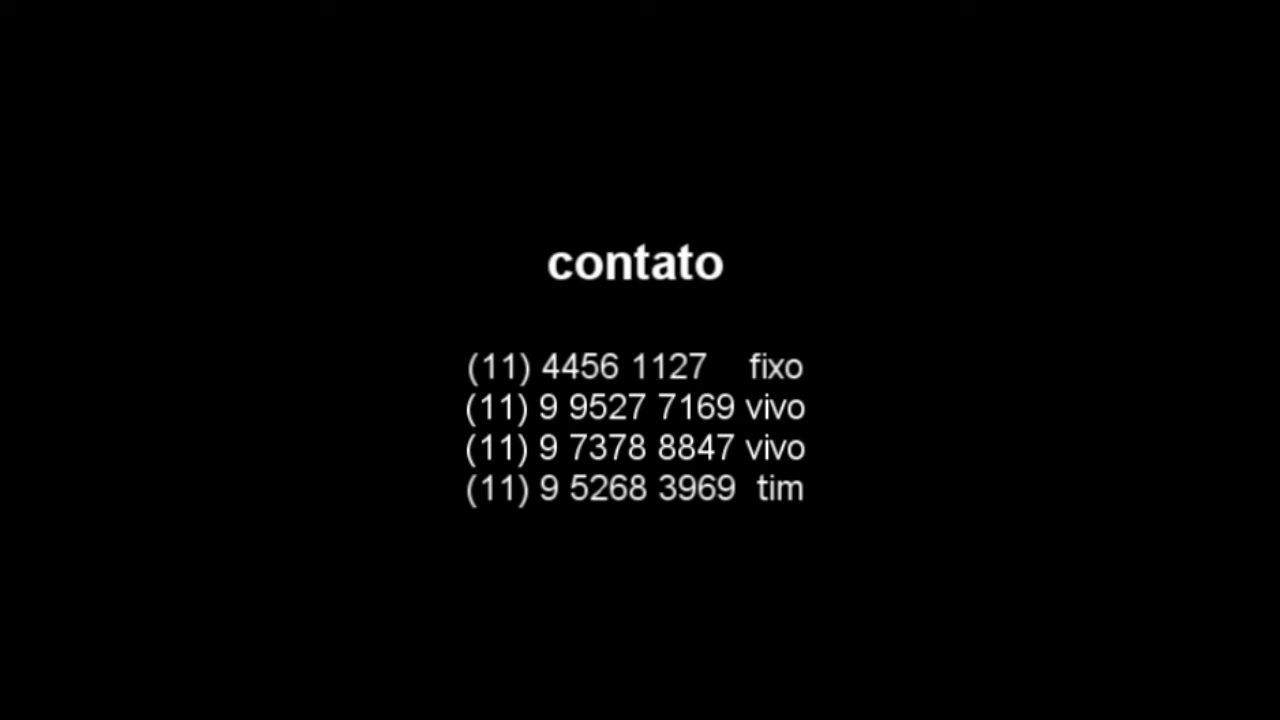 contato
(11) 4456 1127 fixo
(11) 9 9527 7169 vivo
(11) 9 7378 8847 vivo
(11) 9 5268 3969 tim